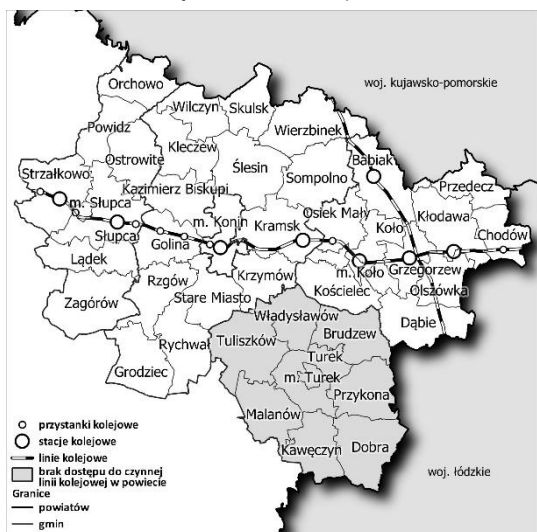 woj. kujawsko-pomorskie
Orchowo
Wilczyn
Skulsk
Wierzbinek
Powidz
Kleczew
Ostrowite
Ślesin
Babiak
Strzałkowo
Kazimierz Biskupi
Sompolno
Przedecz
m. Słupca
Osiek Mały
Kłodawa
m. Konin
Kramsk
Koło
Chodów
Słupca
Golina
Lądek
m. Koło
Grzegorzew
Rzgów
Krzymów
Kościelec
Olszówka
Zagórów
Stare Miasto
Władysławów
Dąbie
Tuliszków
Brudzew
Rychwał
Turek
Grodziec
m. Turek
Przykona
Malanów
Kawęczyn
Dobra
woj. łódzkie
przystanki kolejowe
stacje kolejowe
linie kolejowe
brak dostępu do czynnej
linii kolejowej w powiecie
Granice
powiatów
gmin